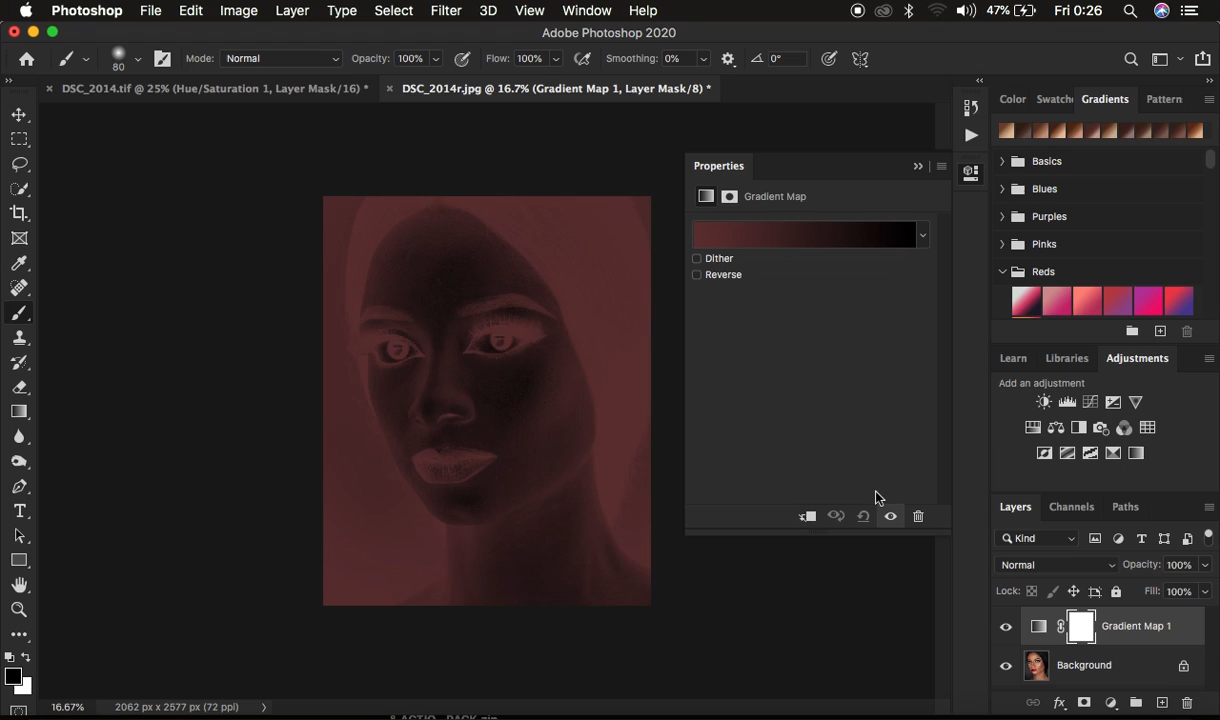 Photoshop File Edit Image Layer Type Select Filter 3D View Window Help 47% Fri 0:26
Adobe Photoshop 2020
80 Mode: Normal Opacity: 100% Flow: 100% Smoothing: 0% 0°
DSC_2014.tif @ 25% (Hue/Saturation 1, Layer Mask/16) * DSC_2014r.jpg @ 16.7% (Gradient Map 1, Layer Mask/8) *
Color Swatche Gradients Pattern
Properties
Gradient Map
Dither
Reverse
Basics
Blues
Purples
Pinks
Reds
Learn Libraries Adjustments
Add an adjustment
Layers Channels Paths
Kind
Normal Opacity: 100%
Lock: Fill: 100%
Gradient Map 1
Background
16.67% 2062 px x 2577 px (72 ppi)